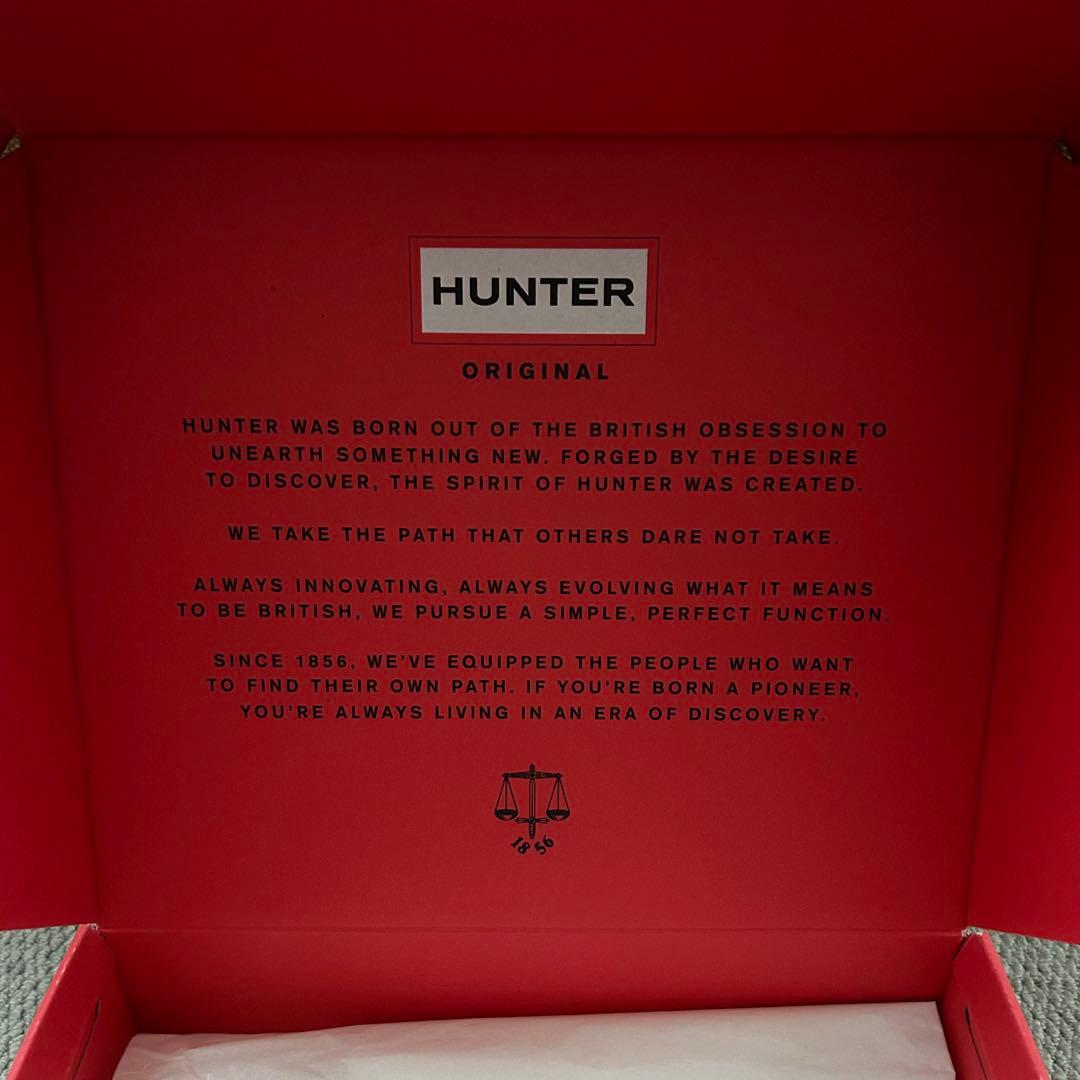 HUNTER
ORIGINAL
HUNTER WAS BORN OUT OF THE BRITISH OBSESSION TO
UNEARTH SOMETHING NEW. FORGED BY THE DESIRE
TO DISCOVER, THE SPIRIT OF HUNTER WAS CREATED.
WE TAKE THE PATH THAT OTHERS DARE NOT TAKE.
ALWAYS INNOVATING, ALWAYS EVOLVING WHAT IT MEANS
TO BE BRITISH, WE PURSUE A SIMPLE, PERFECT FUNCTION.
SINCE 1856, WE'VE EQUIPPED THE PEOPLE WHO WANT
TO FIND THEIR OWN PATH. IF YOU'RE BORN A PIONEER,
YOU'RE ALWAYS LIVING IN AN ERA OF DISCOVERY.
1856